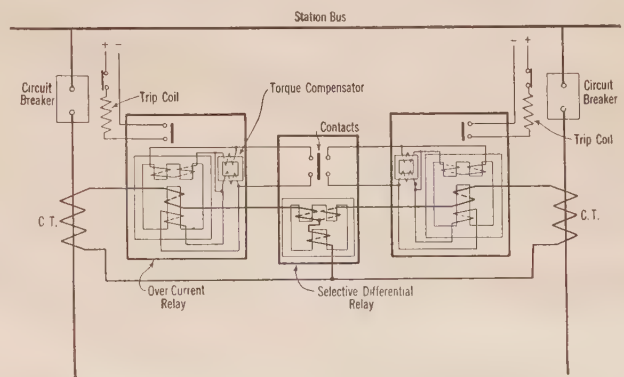 Station Bus
+ −
− +
Circuit
Breaker
Trip Coil
Torque Compensator
Contacts
Circuit
Breaker
Trip Coil
C.T.
C.T.
Over Current
Relay
Selective Differential
Relay